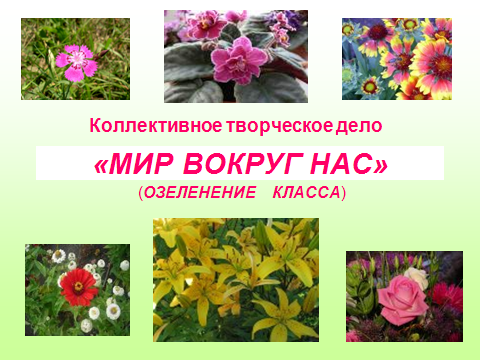 Коллективное творческое дело
«МИР ВОКРУГ НАС»
(ОЗЕЛЕНЕНИЕ КЛАССА)